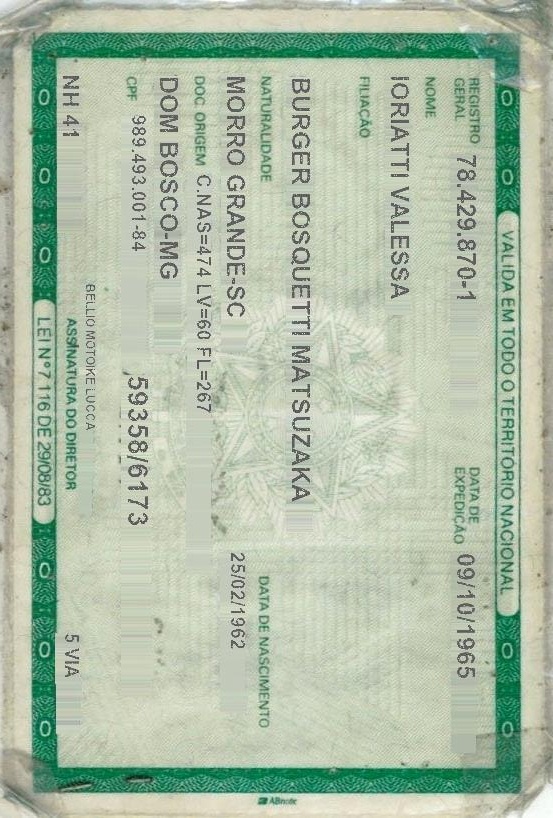 VÁLIDA EM TODO O TERRITÓRIO NACIONAL
REGISTRO GERAL 78.429.870-1 DATA DE EXPEDIÇÃO 09/10/1965
NOME
IORIATTI VALESSA
FILIAÇÃO
BURGER BOSQUETTI MATSUZAKA
NATURALIDADE DATA DE NASCIMENTO
MORRO GRANDE-SC 25/02/1962
DOC ORIGEM C.NAS=474 LV=60 FL=267
DOM BOSCO-MG
CPF 989.493.001-84 59358/6173
BELLIO MOTOIKE LUCCA
NH 41 ASSINATURA DO DIRETOR 5 VIA
LEI Nº 7.116 DE 29/08/83
ABnote